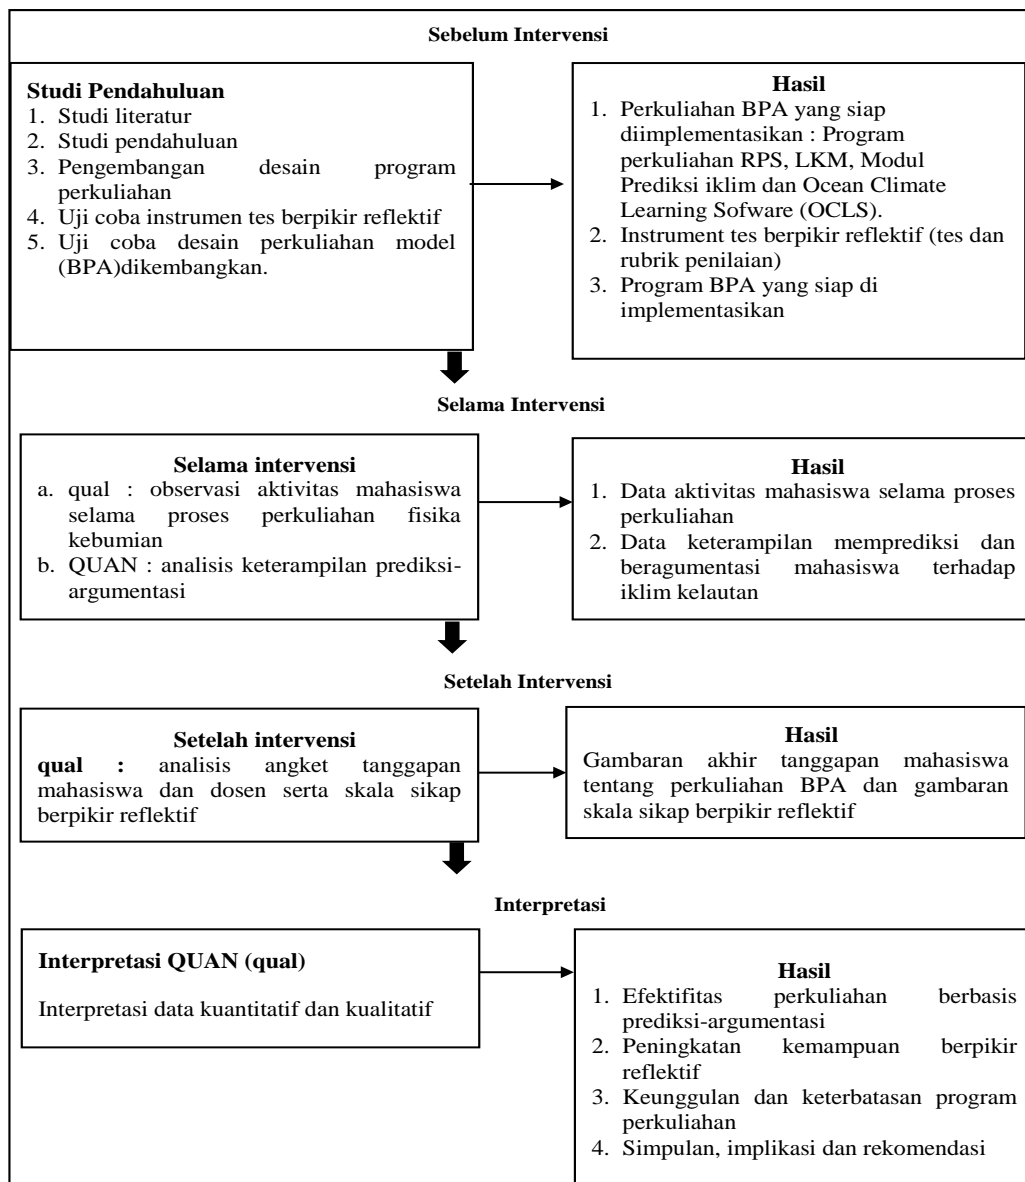 Sebelum Intervensi
Studi Pendahuluan
1. Studi literatur
2. Studi pendahuluan
3. Pengembangan desain program
perkuliahan
4. Uji coba instrumen tes berpikir reflektif
5. Uji coba desain perkuliahan model
(BPA)dikembangkan.
Hasil
1. Perkuliahan BPA yang siap
diimplementasikan : Program
perkuliahan RPS, LKM, Modul
Prediksi iklim dan Ocean Climate
Learning Sofware (OCLS).
2. Instrument tes berpikir reflektif (tes dan
rubrik penilaian)
3. Program BPA yang siap di
implementasikan
Selama Intervensi
Selama intervensi
a. qual : observasi aktivitas mahasiswa
selama proses perkuliahan fisika
kebumian
b. QUAN : analisis keterampilan prediksi-
argumentasi
Hasil
1. Data aktivitas mahasiswa selama proses
perkuliahan
2. Data keterampilan memprediksi dan
beragumentasi mahasiswa terhadap
iklim kelautan
Setelah Intervensi
Setelah intervensi
qual : analisis angket tanggapan
mahasiswa dan dosen serta skala sikap
berpikir reflektif
Hasil
Gambaran akhir tanggapan mahasiswa
tentang perkuliahan BPA dan gambaran
skala sikap berpikir reflektif
Interpretasi
Interpretasi QUAN (qual)
Interpretasi data kuantitatif dan kualitatif
Hasil
1. Efektifitas perkuliahan berbasis
prediksi-argumentasi
2. Peningkatan kemampuan berpikir
reflektif
3. Keunggulan dan keterbatasan program
perkuliahan
4. Simpulan, implikasi dan rekomendasi